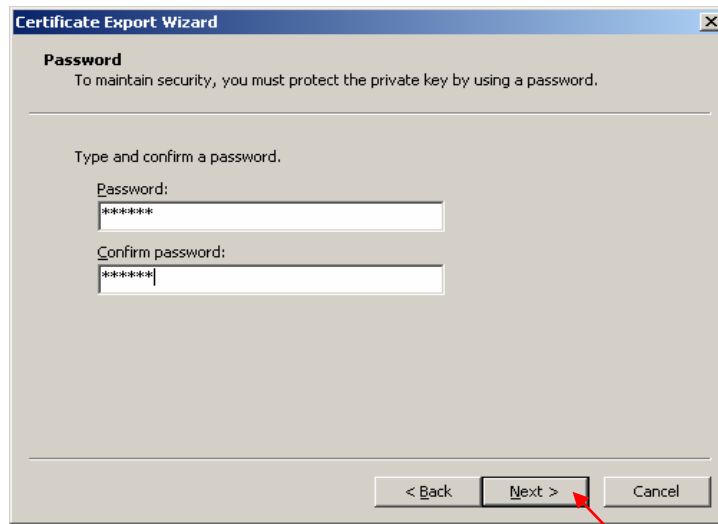 Certificate Export Wizard
Password
To maintain security, you must protect the private key by using a password.
Type and confirm a password.
Password:
******
Confirm password:
******
< Back Next > Cancel